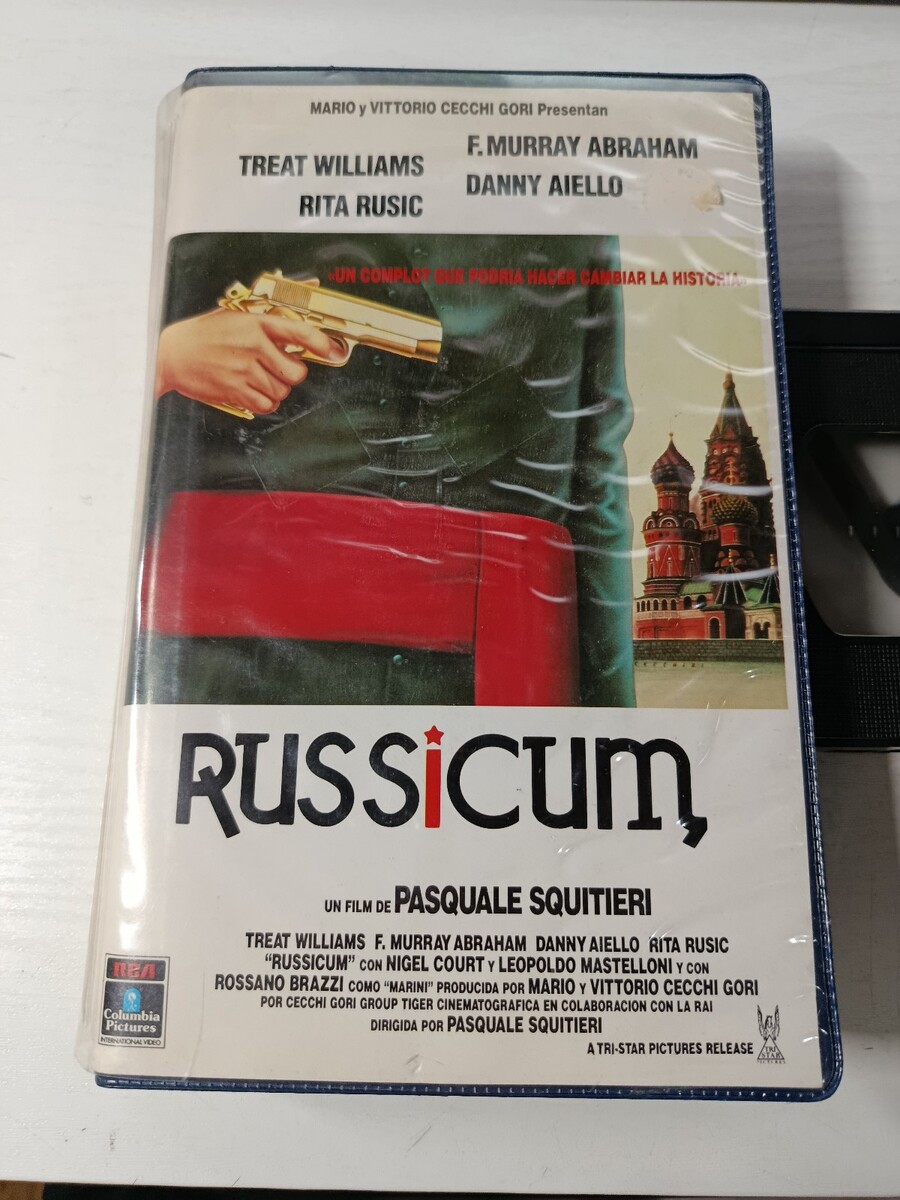 MARIO y VITTORIO CECCHI GORI Presentan
TREAT WILLIAMS
F. MURRAY ABRAHAM
RITA RUSIC
DANNY AIELLO
«UN COMPLOT QUE PODRIA HACER CAMBIAR LA HISTORIA»
RUSSiCUM
UN FILM DE PASQUALE SQUITIERI
TREAT WILLIAMS F. MURRAY ABRAHAM DANNY AIELLO RITA RUSIC
"RUSSICUM" CON NIGEL COURT Y LEOPOLDO MASTELLONI Y CON
ROSSANO BRAZZI COMO "MARINI" PRODUCIDA POR MARIO Y VITTORIO CECCHI GORI
POR CECCHI GORI GROUP TIGER CINEMATOGRAFICA EN COLABORACION CON LA RAI
DIRIGIDA POR PASQUALE SQUITIERI
A TRI-STAR PICTURES RELEASE
RCA
Columbia
Pictures
INTERNATIONAL VIDEO
TRI
STAR
PICTURES